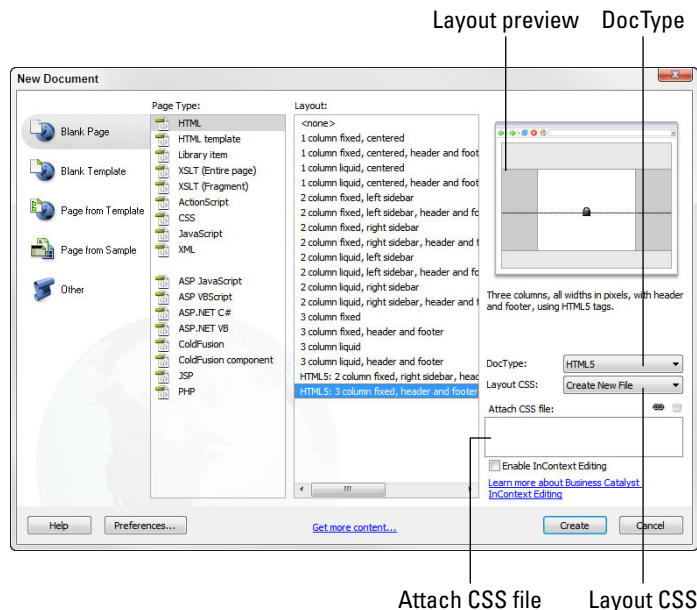 Layout preview DocType
New Document
Page Type:
Layout:
Blank Page
Blank Template
Page from Template
Page from Sample
Other
HTML
HTML template
Library item
XSLT (Entire page)
XSLT (Fragment)
ActionScript
CSS
JavaScript
XML
ASP JavaScript
ASP VBScript
ASP.NET C#
ASP.NET VB
ColdFusion
ColdFusion component
JSP
PHP
<none>
1 column fixed, centered
1 column fixed, centered, header and foot
1 column liquid, centered
1 column liquid, centered, header and foot
2 column fixed, left sidebar
2 column fixed, left sidebar, header and fo
2 column fixed, right sidebar
2 column fixed, right sidebar, header and f
2 column liquid, left sidebar
2 column liquid, left sidebar, header and fo
2 column liquid, right sidebar
2 column liquid, right sidebar, header and f
3 column fixed
3 column fixed, header and footer
3 column liquid
3 column liquid, header and footer
HTML5: 2 column fixed, right sidebar, head
HTML5: 3 column fixed, header and footer
Three columns, all widths in pixels, with header
and footer, using HTML5 tags.
DocType: HTML5
Layout CSS: Create New File
Attach CSS file:
Enable InContext Editing
Learn more about Business Catalyst
InContext Editing
Help Preferences... Get more content... Create Cancel
Attach CSS file Layout CSS